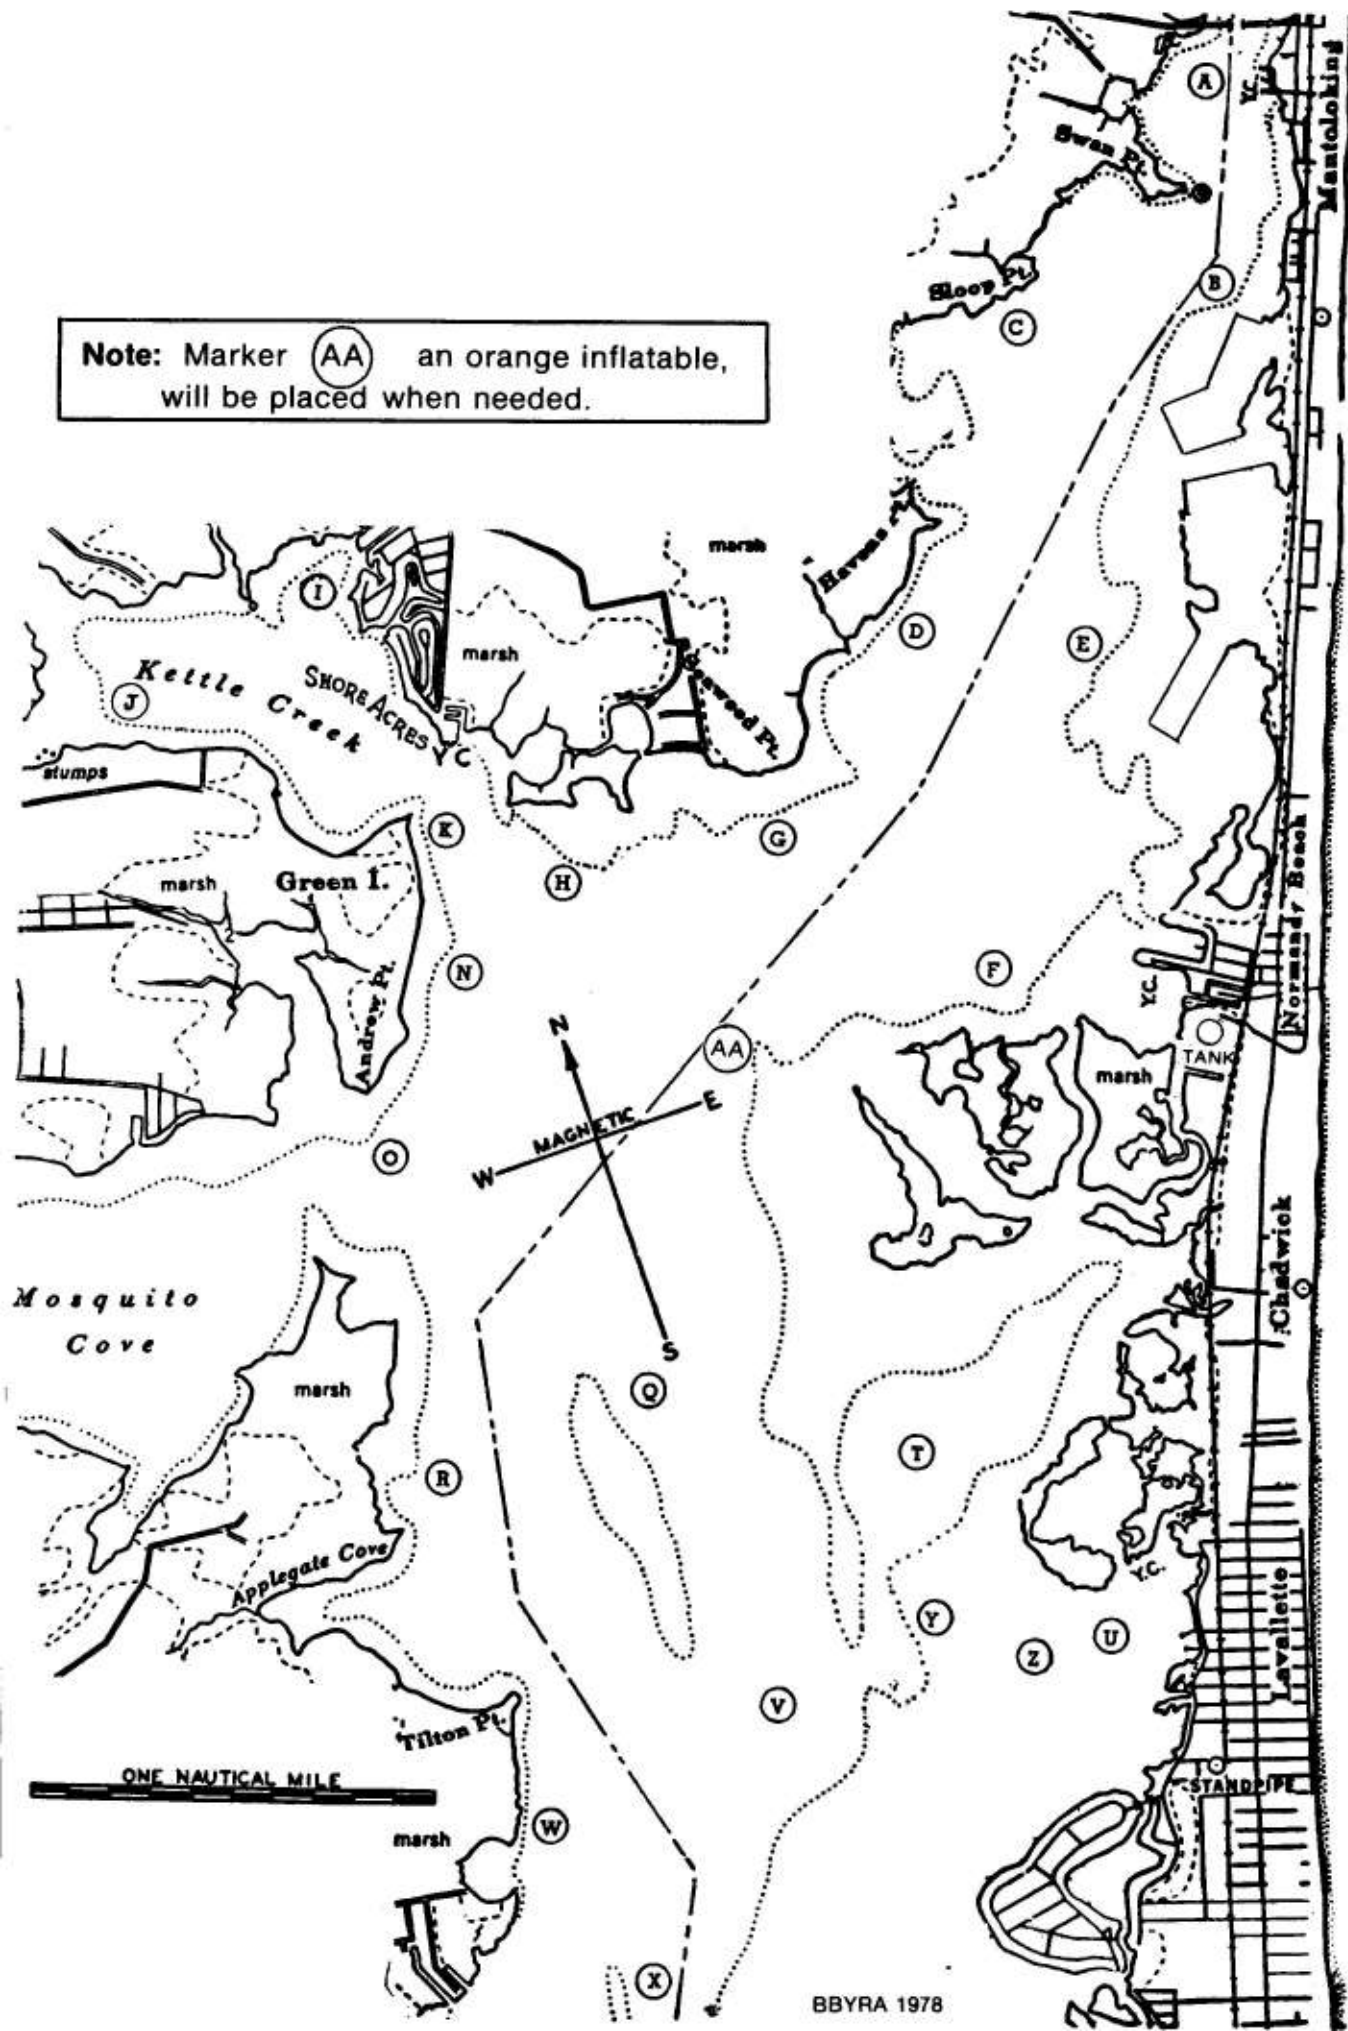 A
Y.C.
Mantoloking
Swan Pt.
B
Sloop Pt.
C
Note: Marker AA an orange inflatable,
will be placed when needed.
marsh
Havens
I
D
E
marsh
Kettle Creek
SHORE ACRES
Y C
J
Seawood Pt.
stumps
K
G
H
marsh
Green I.
Normandy Beach
N
F
Andrew Pt.
Y.C.
N
AA
TANK
marsh
E
MAGNETIC
W
O
Chadwick
Mosquito
Cove
S
Q
marsh
R
T
Applegate Cove
Y.C.
Y
U
Z
Lavallette
V
Tilton Pt.
ONE NAUTICAL MILE
STANDPIPE
W
marsh
X
BBYRA 1978